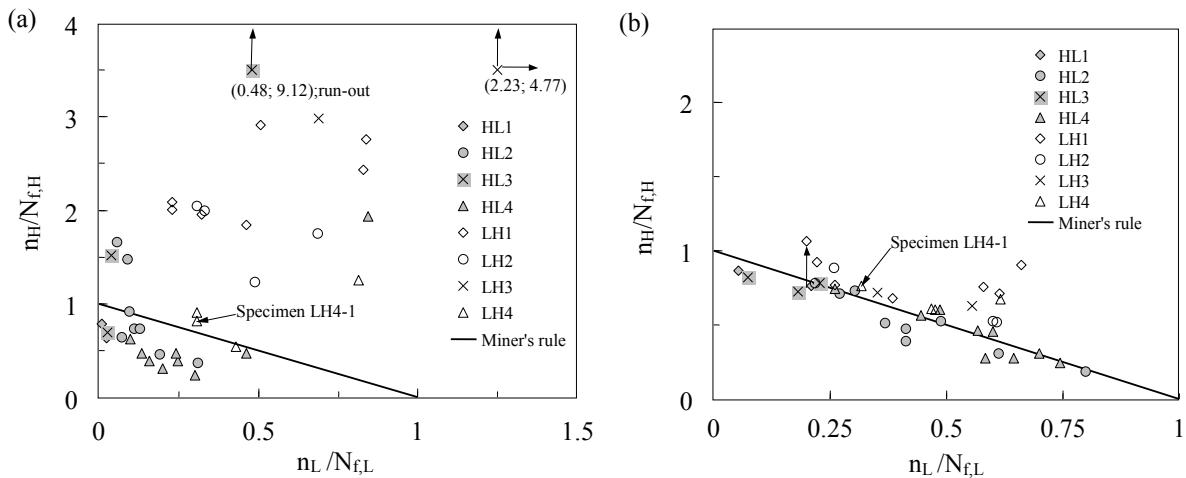 (a)
4
3
2
1
0
0
0.5
1
1.5
n_H/N_f,H
n_L /N_f,L
(0.48; 9.12);run-out
(2.23; 4.77)
HL1
HL2
HL3
HL4
LH1
LH2
LH3
LH4
Miner's rule
Specimen LH4-1
(b)
2
1
0
0
0.25
0.5
0.75
1
n_H/N_f,H
n_L /N_f,L
HL1
HL2
HL3
HL4
LH1
LH2
LH3
LH4
Miner's rule
Specimen LH4-1